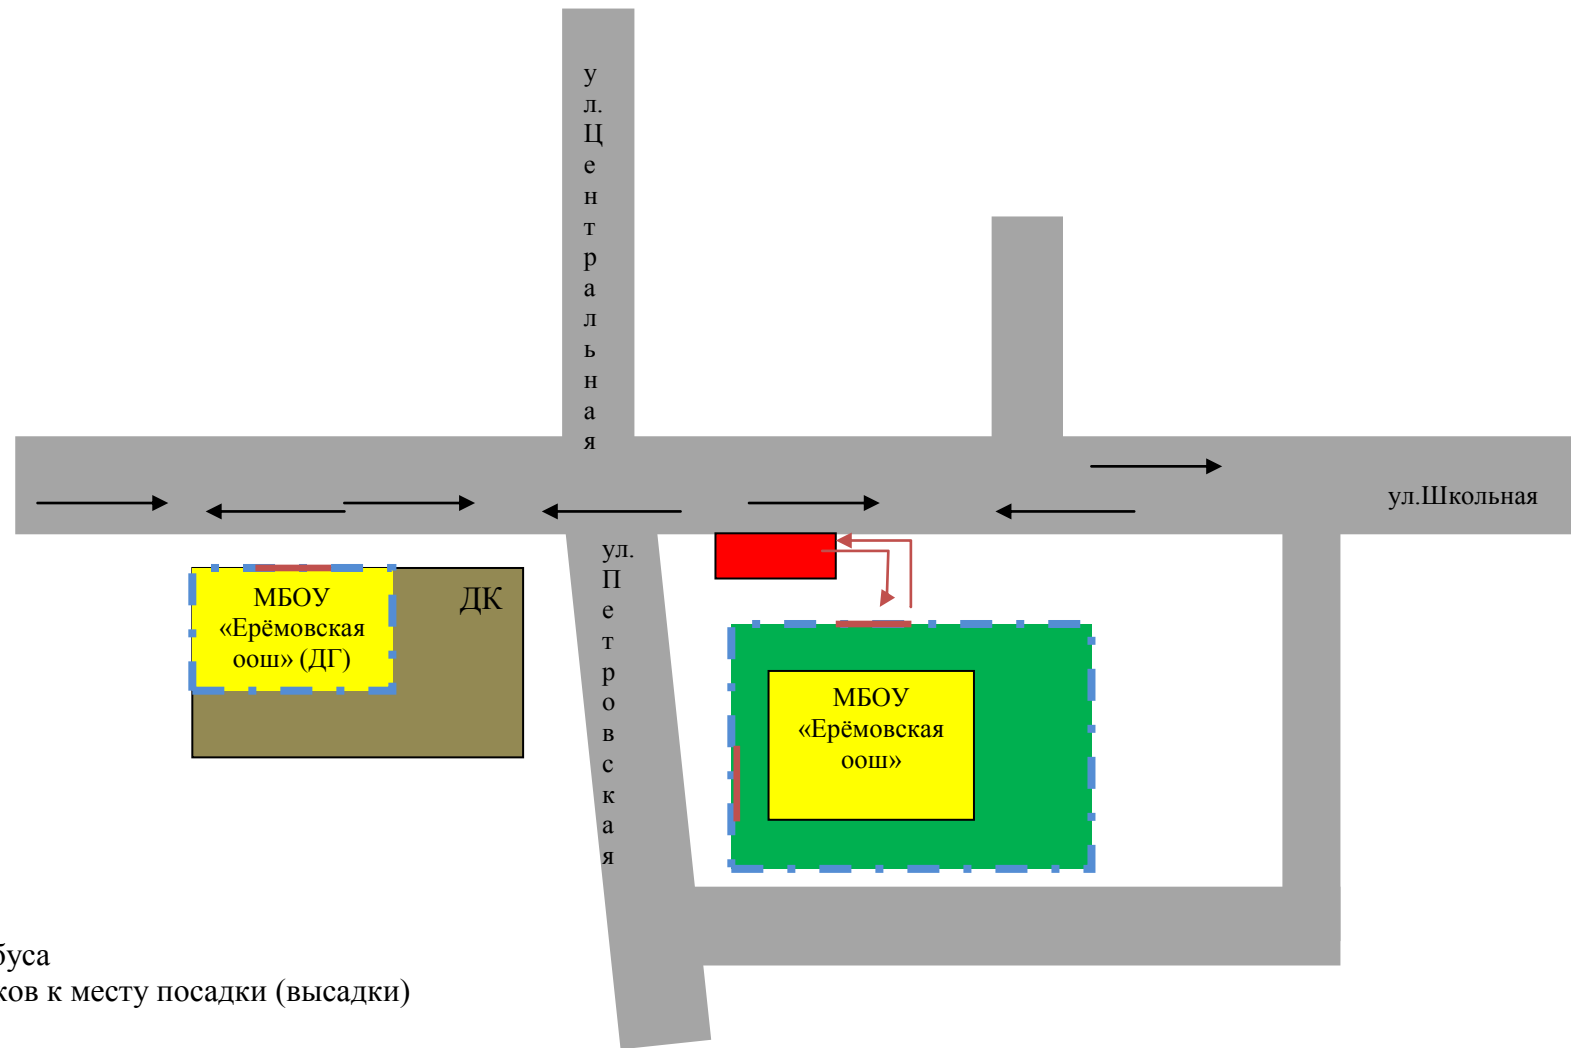 ул.Центральная
ул.Школьная
ул.Петровская
МБОУ
«Ерёмовская
оош» (ДГ)
ДК
МБОУ
«Ерёмовская
оош»
буса
ков к месту посадки (высадки)